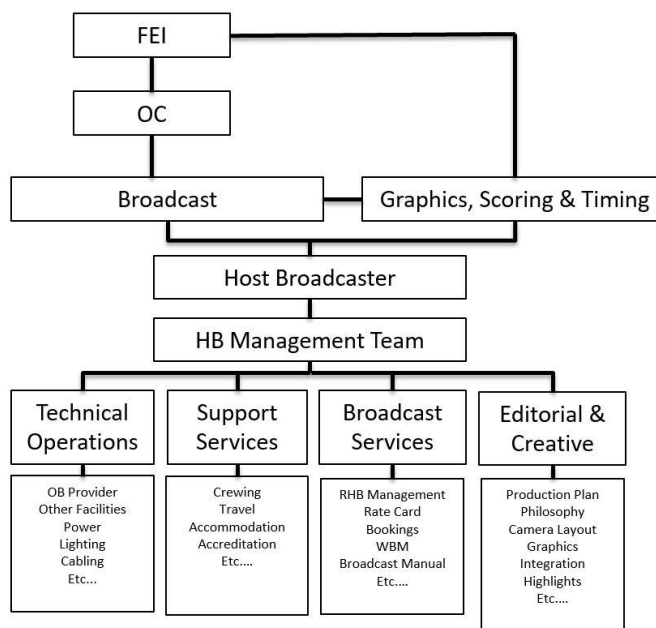 FEI
OC
Broadcast
Graphics, Scoring & Timing
Host Broadcaster
HB Management Team
Technical
Operations
OB Provider
Other Facilities
Power
Lighting
Cabling
Etc...
Support
Services
Crewing
Travel
Accommodation
Accreditation
Etc....
Broadcast
Services
RHB Management
Rate Card
Bookings
WBM
Broadcast Manual
Etc....
Editorial &
Creative
Production Plan
Philosophy
Camera Layout
Graphics
Integration
Highlights
Etc....